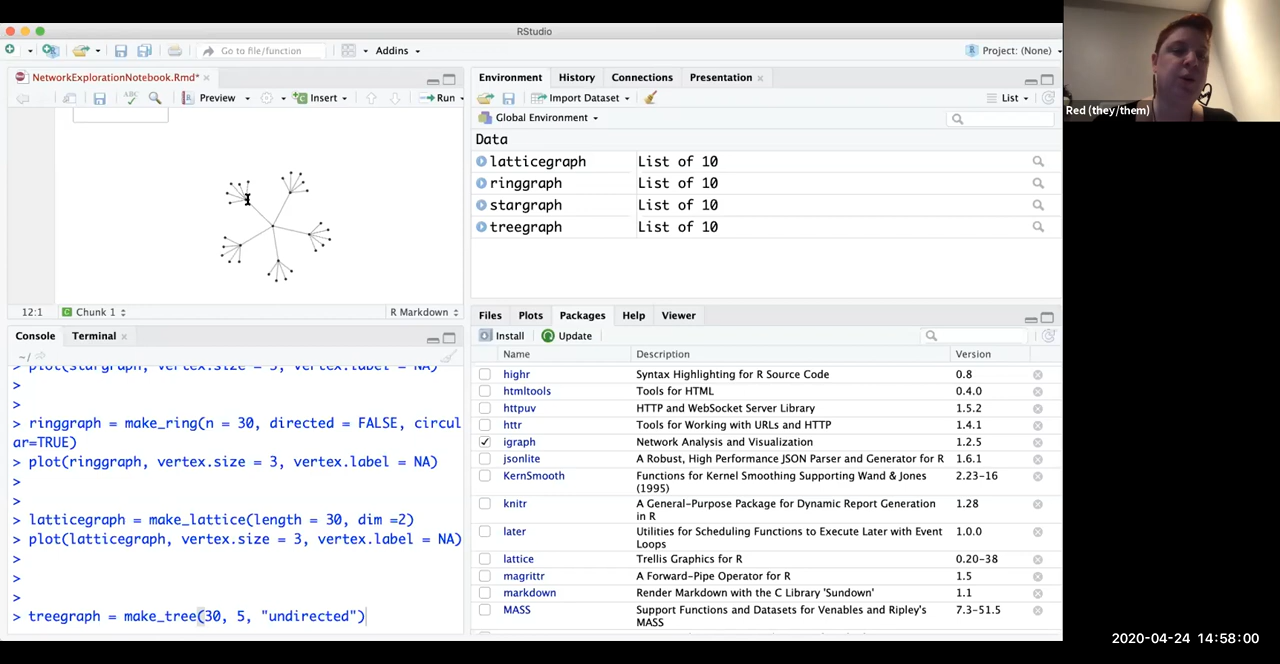 RStudio
Go to file/function
Addins
Project: (None)
NetworkExplorationNotebook.Rmd*
Preview
Insert
Run
12:1
Chunk 1
R Markdown
Console
Terminal
~/
> plot(stargraph, vertex.size = 3, vertex.label = NA)
>
>
> ringgraph = make_ring(n = 30, directed = FALSE, circul
ar=TRUE)
> plot(ringgraph, vertex.size = 3, vertex.label = NA)
>
>
> latticegraph = make_lattice(length = 30, dim =2)
> plot(latticegraph, vertex.size = 3, vertex.label = NA)
>
>
> treegraph = make_tree(30, 5, "undirected")
Environment
History
Connections
Presentation
Import Dataset
List
Global Environment
Data
latticegraph List of 10
ringgraph List of 10
stargraph List of 10
treegraph List of 10
Files
Plots
Packages
Help
Viewer
Install
Update
Name Description Version
highr Syntax Highlighting for R Source Code 0.8
htmltools Tools for HTML 0.4.0
httpuv HTTP and WebSocket Server Library 1.5.2
httr Tools for Working with URLs and HTTP 1.4.1
igraph Network Analysis and Visualization 1.2.5
jsonlite A Robust, High Performance JSON Parser and Generator for R 1.6.1
KernSmooth Functions for Kernel Smoothing Supporting Wand & Jones 2.23-16
(1995)
knitr A General-Purpose Package for Dynamic Report Generation 1.28
in R
later Utilities for Scheduling Functions to Execute Later with Event 1.0.0
Loops
lattice Trellis Graphics for R 0.20-38
magrittr A Forward-Pipe Operator for R 1.5
markdown Render Markdown with the C Library 'Sundown' 1.1
MASS Support Functions and Datasets for Venables and Ripley's 7.3-51.5
MASS
Red (they/them)
2020-04-24 14:58:00